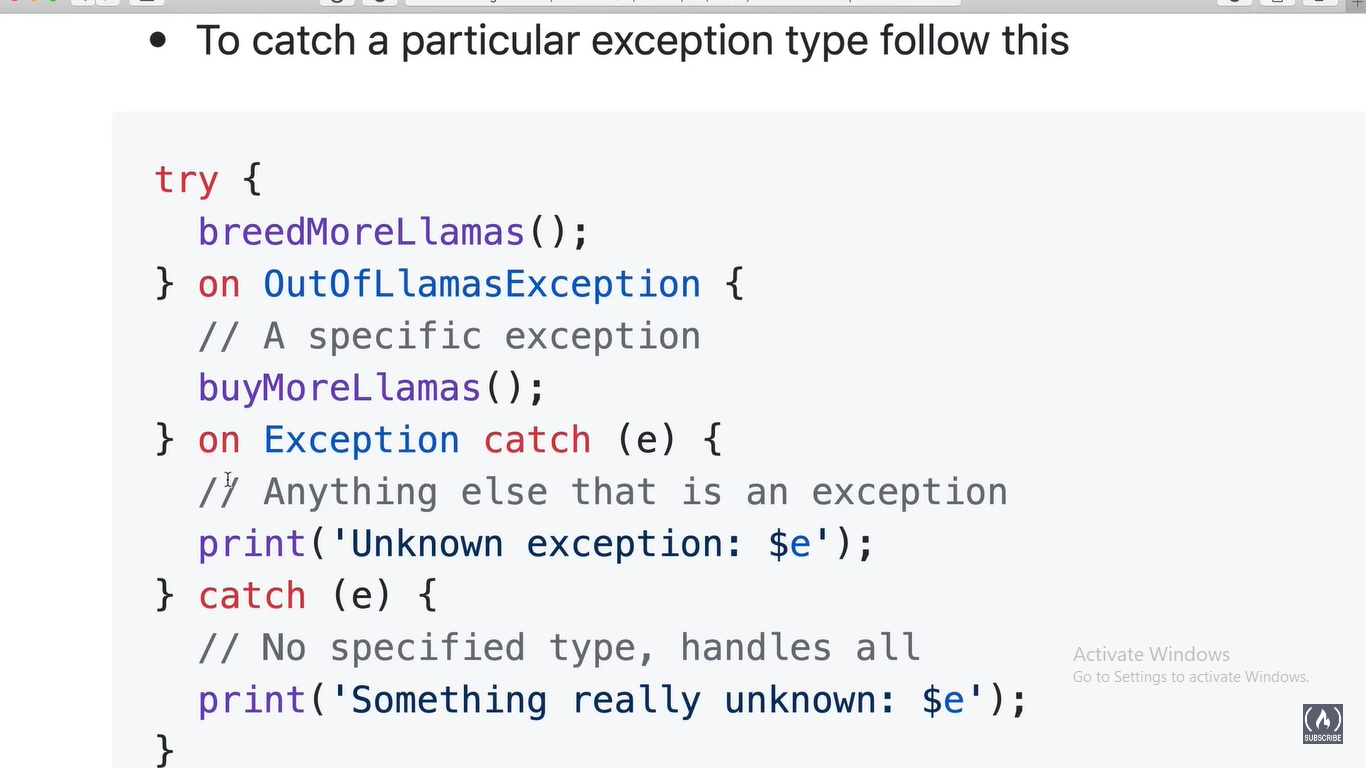 • To catch a particular exception type follow this
try {
  breedMoreLlamas();
} on OutOfLlamasException {
  // A specific exception
  buyMoreLlamas();
} on Exception catch (e) {
  // Anything else that is an exception
  print('Unknown exception: $e');
} catch (e) {
  // No specified type, handles all
  print('Something really unknown: $e');
}
Activate Windows
Go to Settings to activate Windows.
SUBSCRIBE